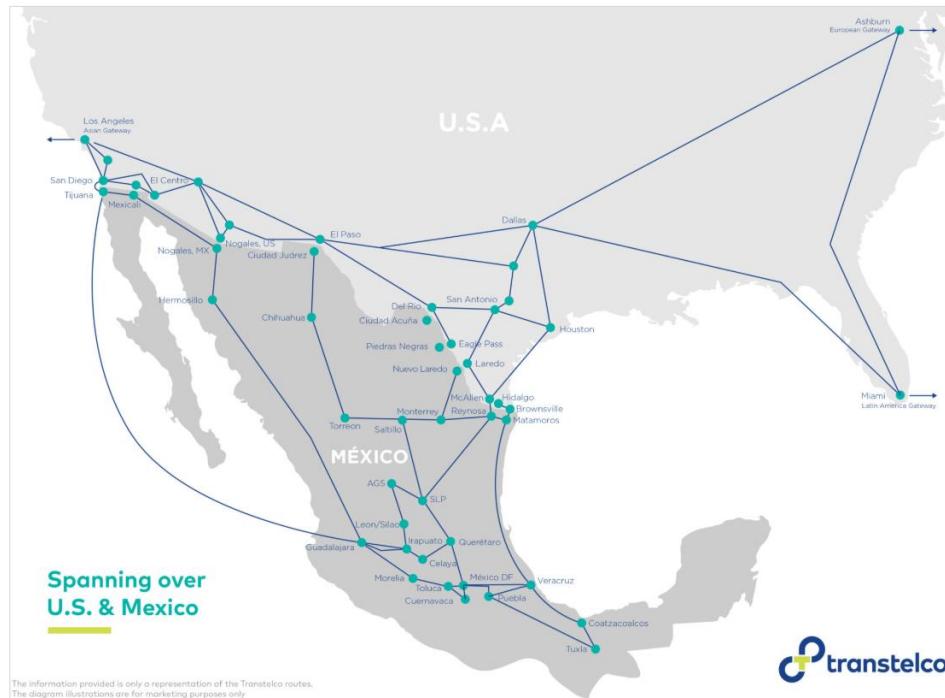 Ashburn
European Gateway
Los Angeles
Asian Gateway
U.S.A
San Diego
El Centro
Tijuana
Mexicali
Dallas
Nogales, US
El Paso
Nogales, MX
Ciudad Juárez
Hermosillo
Del Rio
San Antonio
Chihuahua
Ciudad Acuña
Houston
Piedras Negras
Eagle Pass
Nuevo Laredo
Laredo
McAllen
Hidalgo
Miami
Latin America Gateway
Monterrey
Reynosa
Brownsville
Torreon
Saltillo
Matamoros
MÉXICO
AGS
SLP
Leon/Silao
Guadalajara
Irapuato
Querétaro
Celaya
Morelia
México DF
Veracruz
Toluca
Cuernavaca
Puebla
Coatzacoalcos
Tuxla
Spanning over
U.S. & Mexico
transtelco
The information provided is only a representation of the Transtelco routes.
The diagram illustrations are for marketing purposes only